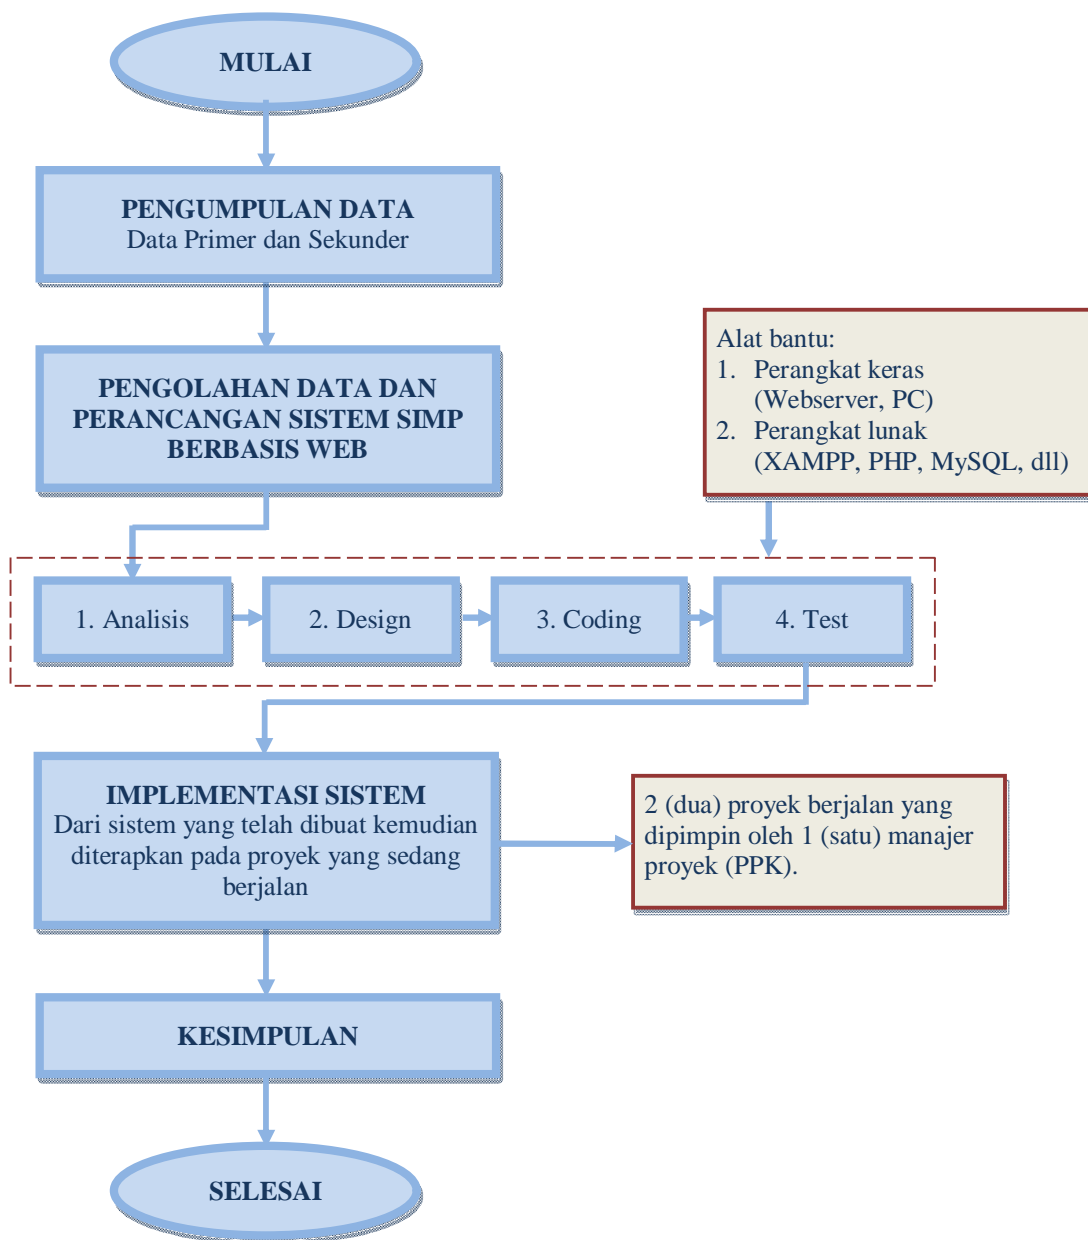 MULAI
PENGUMPULAN DATA
Data Primer dan Sekunder
PENGOLAHAN DATA DAN
PERANCANGAN SISTEM SIMP
BERBASIS WEB
Alat bantu:
1. Perangkat keras
(Webserver, PC)
2. Perangkat lunak
(XAMPP, PHP, MySQL, dll)
1. Analisis
2. Design
3. Coding
4. Test
IMPLEMENTASI SISTEM
Dari sistem yang telah dibuat kemudian
diterapkan pada proyek yang sedang
berjalan
2 (dua) proyek berjalan yang
dipimpin oleh 1 (satu) manajer
proyek (PPK).
KESIMPULAN
SELESAI